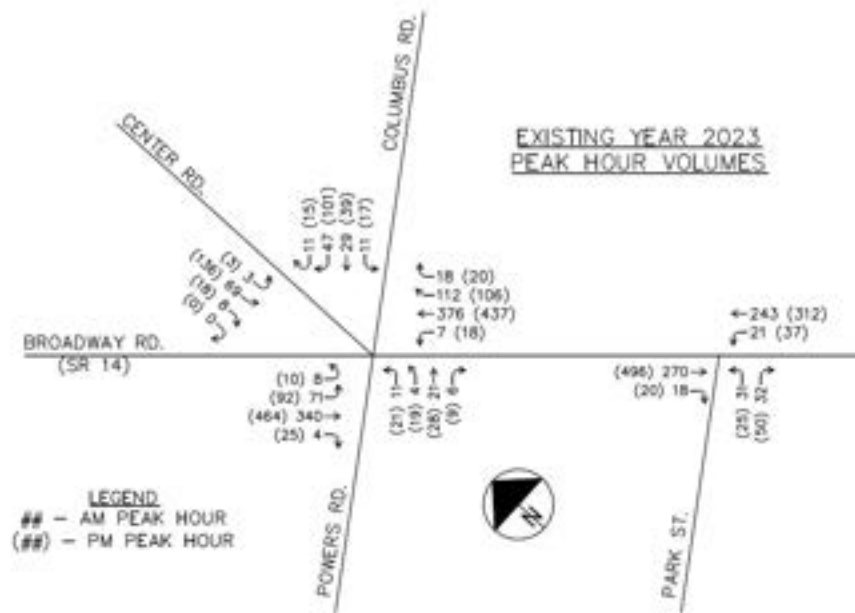 COLUMBUS RD.
CENTER RD.
EXISTING YEAR 2023
PEAK HOUR VOLUMES
11 (15)
47 (101)
29 (39)
11 (17)
(3) 3
(136) 69
(18) 8
(0) 0
18 (20)
112 (106)
376 (437)
7 (18)
243 (312)
21 (37)
BROADWAY RD.
(SR 14)
(10) 8
(92) 71
(464) 340
(25) 4
(21) 11
(19) 4
(28) 21
(9) 6
(496) 270
(20) 18
(25) 31
(50) 32
LEGEND
## – AM PEAK HOUR
(##) – PM PEAK HOUR
POWERS RD.
N
PARK ST.